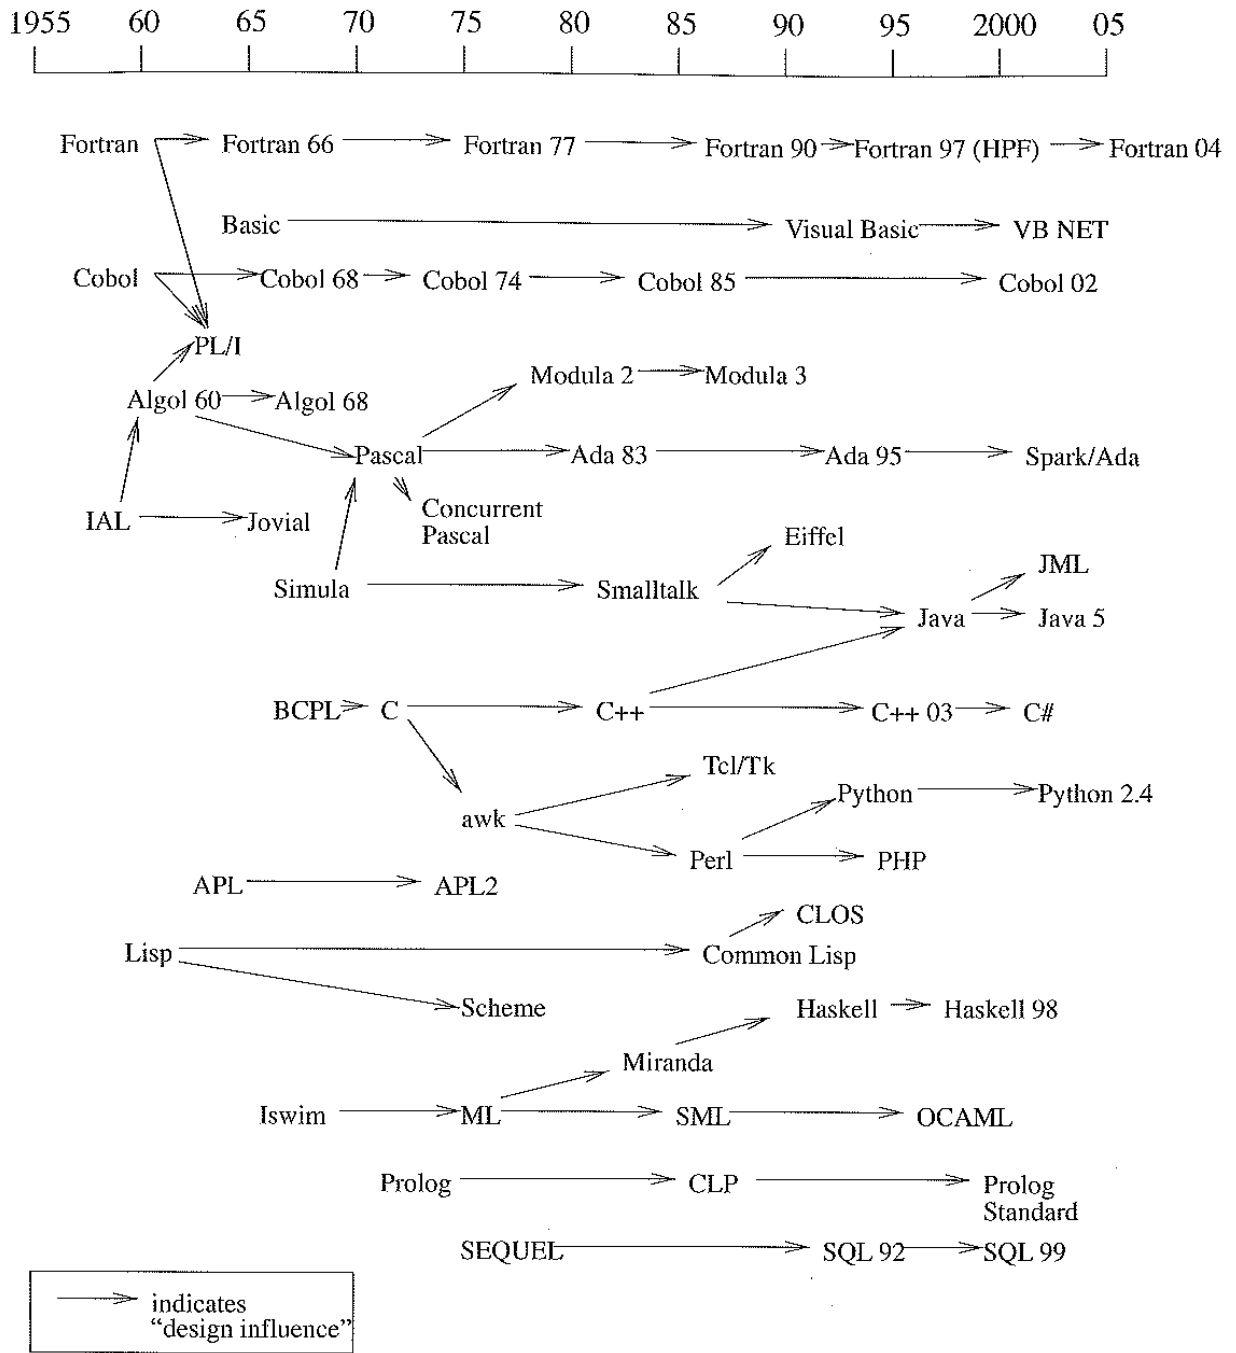 1955 60 65 70 75 80 85 90 95 2000 05
Fortran Fortran 66 Fortran 77 Fortran 90 Fortran 97 (HPF) Fortran 04
Basic Visual Basic VB NET
Cobol Cobol 68 Cobol 74 Cobol 85 Cobol 02
PL/I
Modula 2 Modula 3
Algol 60 Algol 68
Pascal Ada 83 Ada 95 Spark/Ada
Concurrent
Pascal
IAL Jovial
Eiffel
JML
Simula Smalltalk
Java Java 5
BCPL C C++ C++ 03 C#
Tcl/Tk
Python Python 2.4
awk
Perl PHP
APL APL2
CLOS
Lisp Common Lisp
Scheme Haskell Haskell 98
Miranda
Iswim ML SML OCAML
Prolog CLP Prolog
Standard
SEQUEL SQL 92 SQL 99
indicates
“design influence”